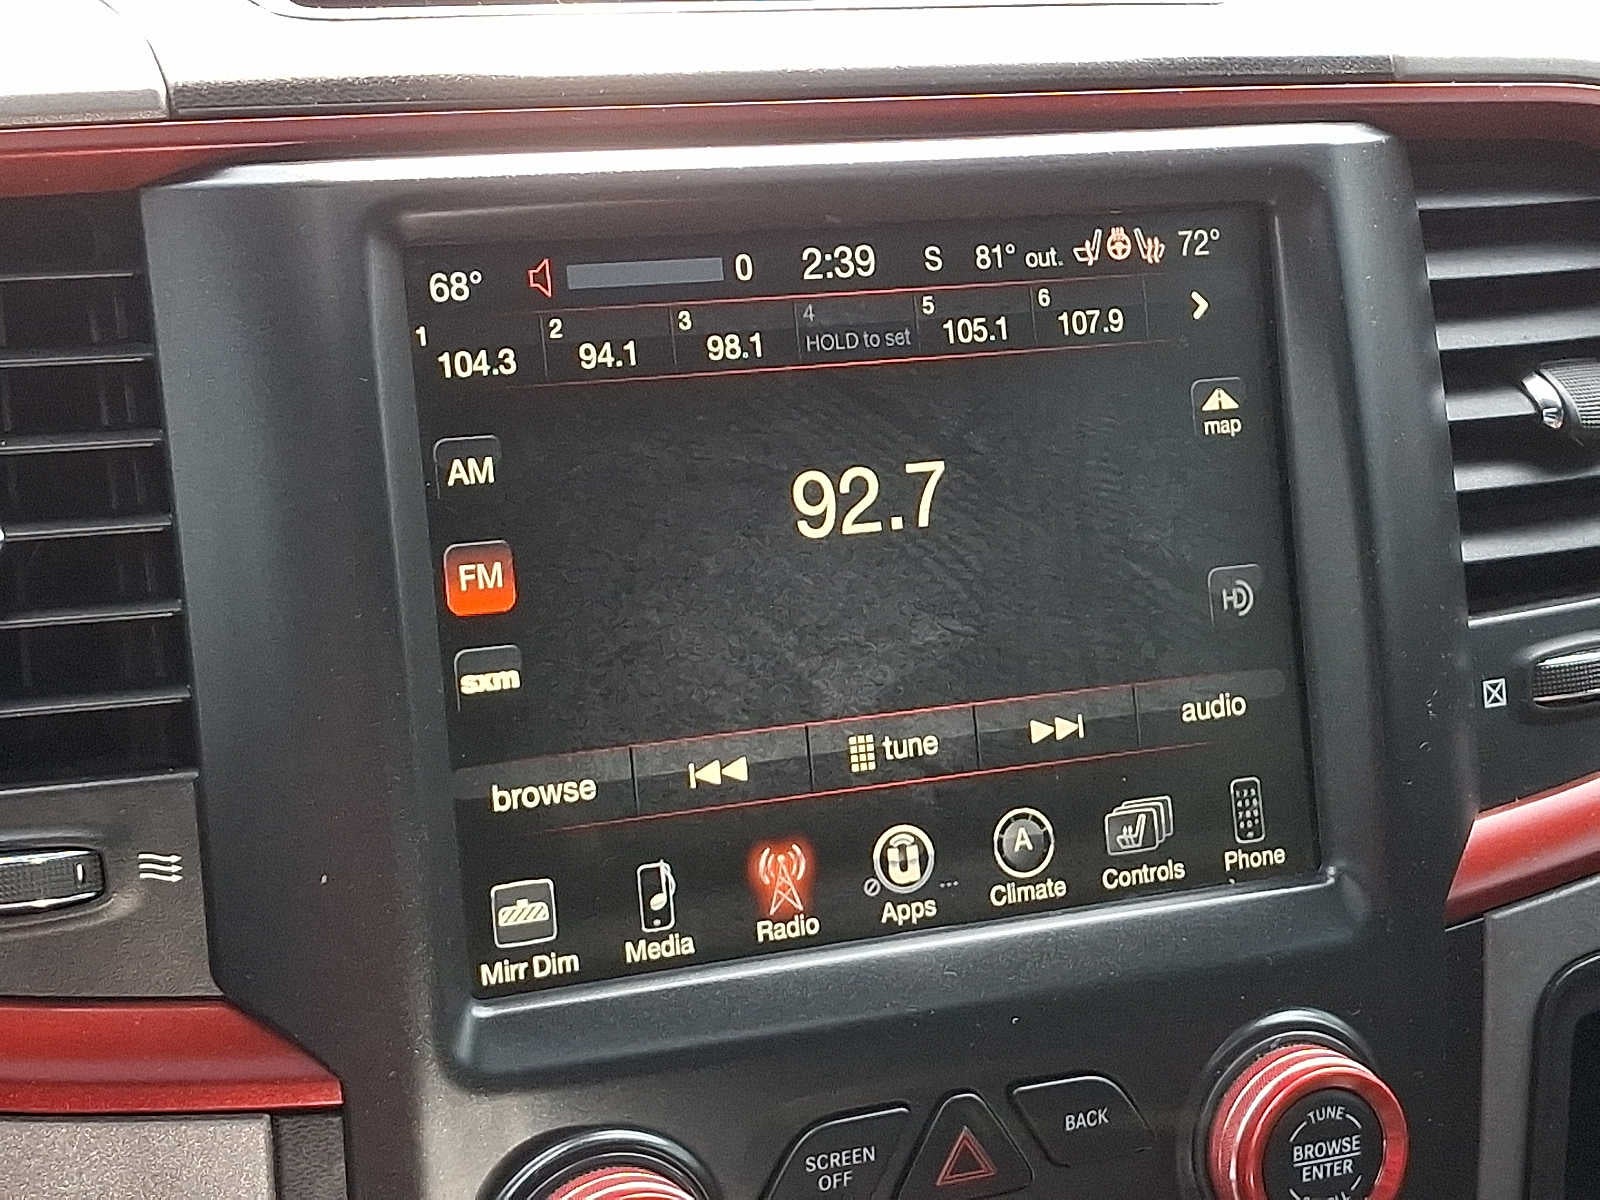 68° 0 2:39 S 81° out. 72°
1 104.3 2 94.1 3 98.1 4 HOLD to set 5 105.1 6 107.9
map
AM
92.7
FM
HD
sxm
browse tune audio
Mirr Dim Media Radio Apps A Climate Controls Phone
SCREEN
OFF
BACK
TUNE
BROWSE
ENTER